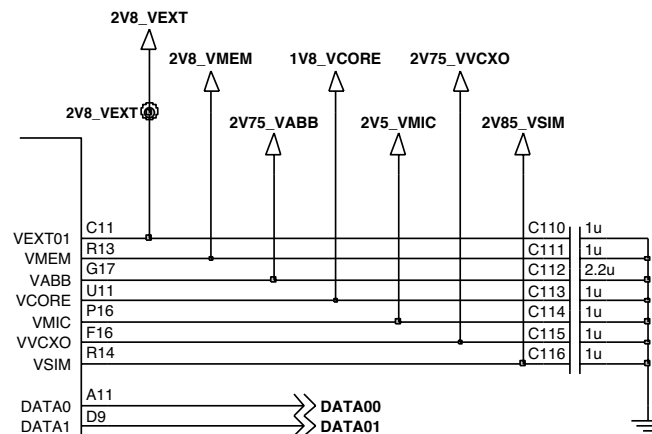 2V8_VEXT
2V8_VMEM 1V8_VCORE 2V75_VVCXO
2V8_VEXT
2V75_VABB 2V5_VMIC 2V85_VSIM
VEXT01 C11 C110 1u
VMEM R13 C111 1u
VABB G17 C112 2.2u
VCORE U11 C113 1u
VMIC P16 C114 1u
VVCXO F16 C115 1u
VSIM R14 C116 1u
DATA0 A11 DATA00
DATA1 D9 DATA01